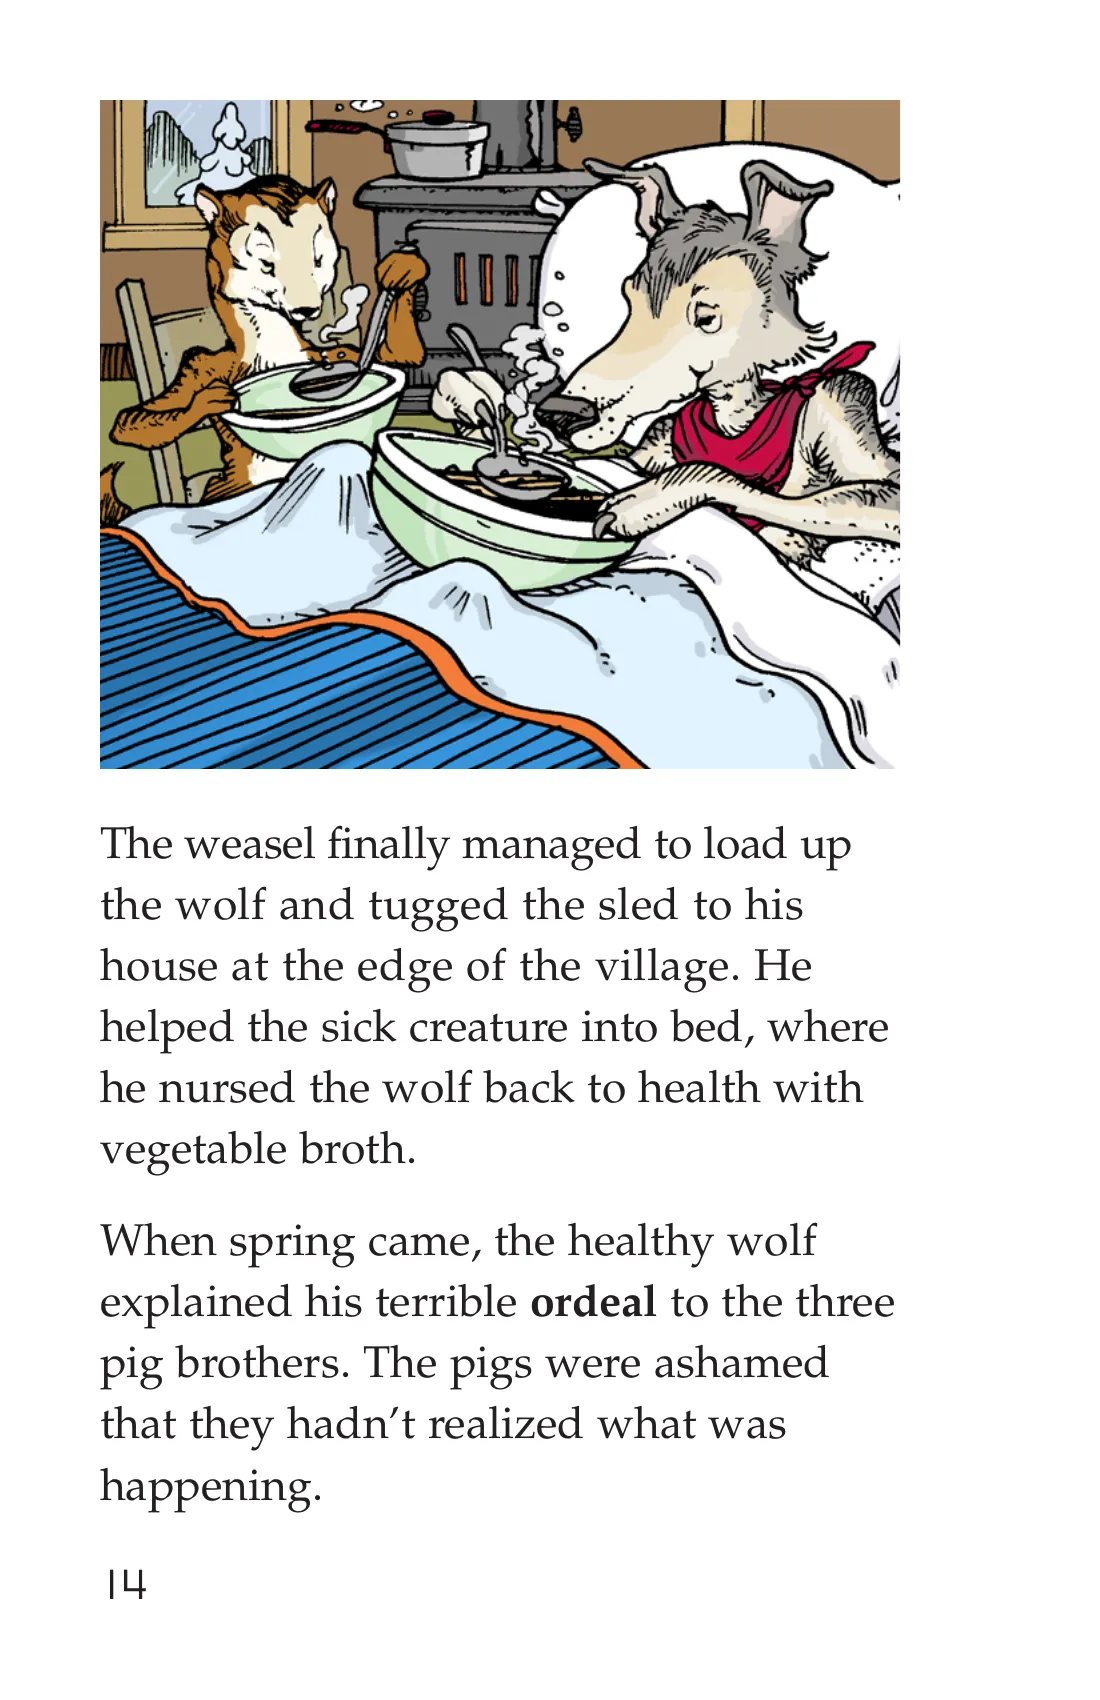 The weasel finally managed to load up
the wolf and tugged the sled to his
house at the edge of the village. He
helped the sick creature into bed, where
he nursed the wolf back to health with
vegetable broth.
When spring came, the healthy wolf
explained his terrible ordeal to the three
pig brothers. The pigs were ashamed
that they hadn’t realized what was
happening.
14